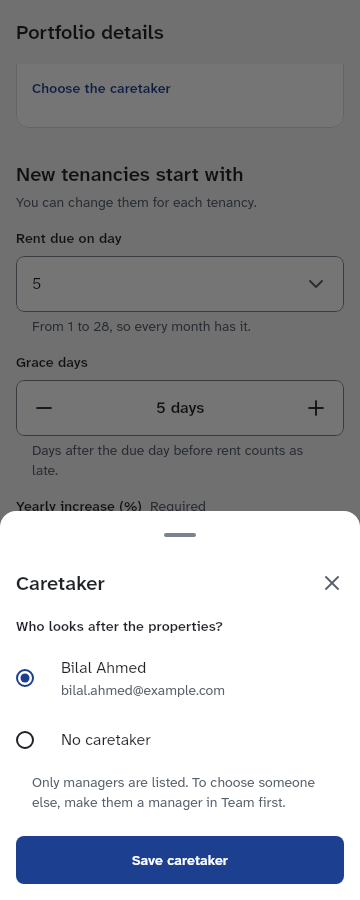 Portfolio details
Choose the caretaker
New tenancies start with
You can change them for each tenancy.
Rent due on day
5
From 1 to 28, so every month has it.
Grace days
5 days
Days after the due day before rent counts as
late.
Yearly increase (%) Required
Caretaker
Who looks after the properties?
Bilal Ahmed
bilal.ahmed@example.com
No caretaker
Only managers are listed. To choose someone
else, make them a manager in Team first.
Save caretaker